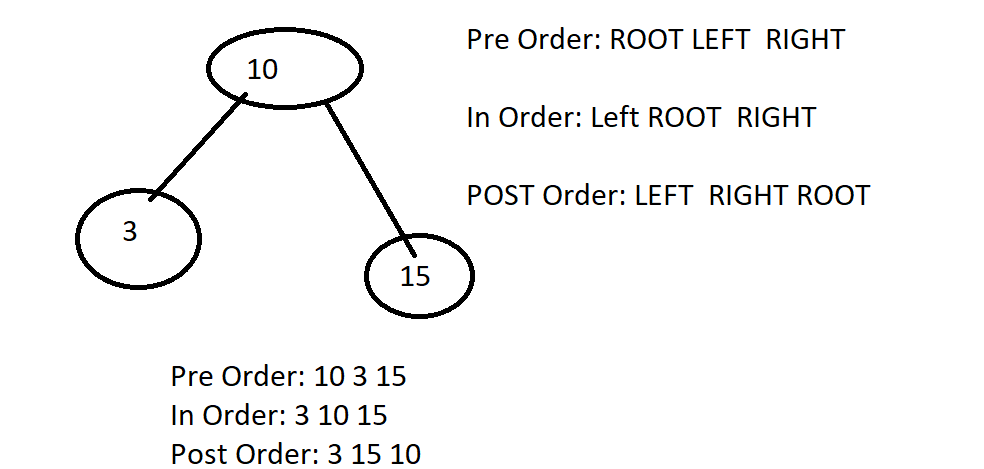 10
Pre Order: ROOT LEFT  RIGHT
In Order: Left ROOT  RIGHT
POST Order: LEFT  RIGHT ROOT
3
15
Pre Order: 10 3 15
In Order: 3 10 15
Post Order: 3 15 10